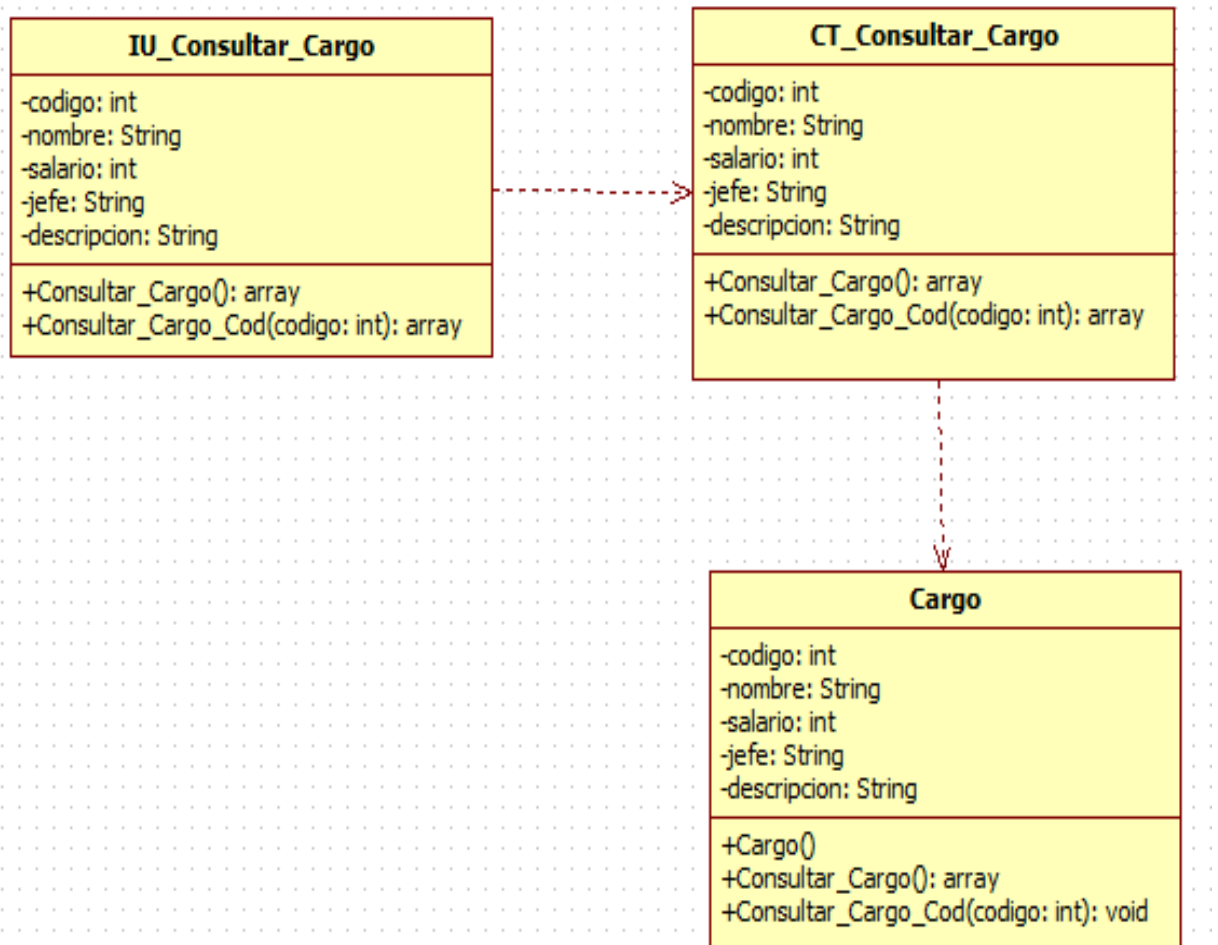 IU_Consultar_Cargo
-codigo: int
-nombre: String
-salario: int
-jefe: String
-descripcion: String
+Consultar_Cargo(): array
+Consultar_Cargo_Cod(codigo: int): array
CT_Consultar_Cargo
-codigo: int
-nombre: String
-salario: int
-jefe: String
-descripcion: String
+Consultar_Cargo(): array
+Consultar_Cargo_Cod(codigo: int): array
Cargo
-codigo: int
-nombre: String
-salario: int
-jefe: String
-descripcion: String
+Cargo()
+Consultar_Cargo(): array
+Consultar_Cargo_Cod(codigo: int): void